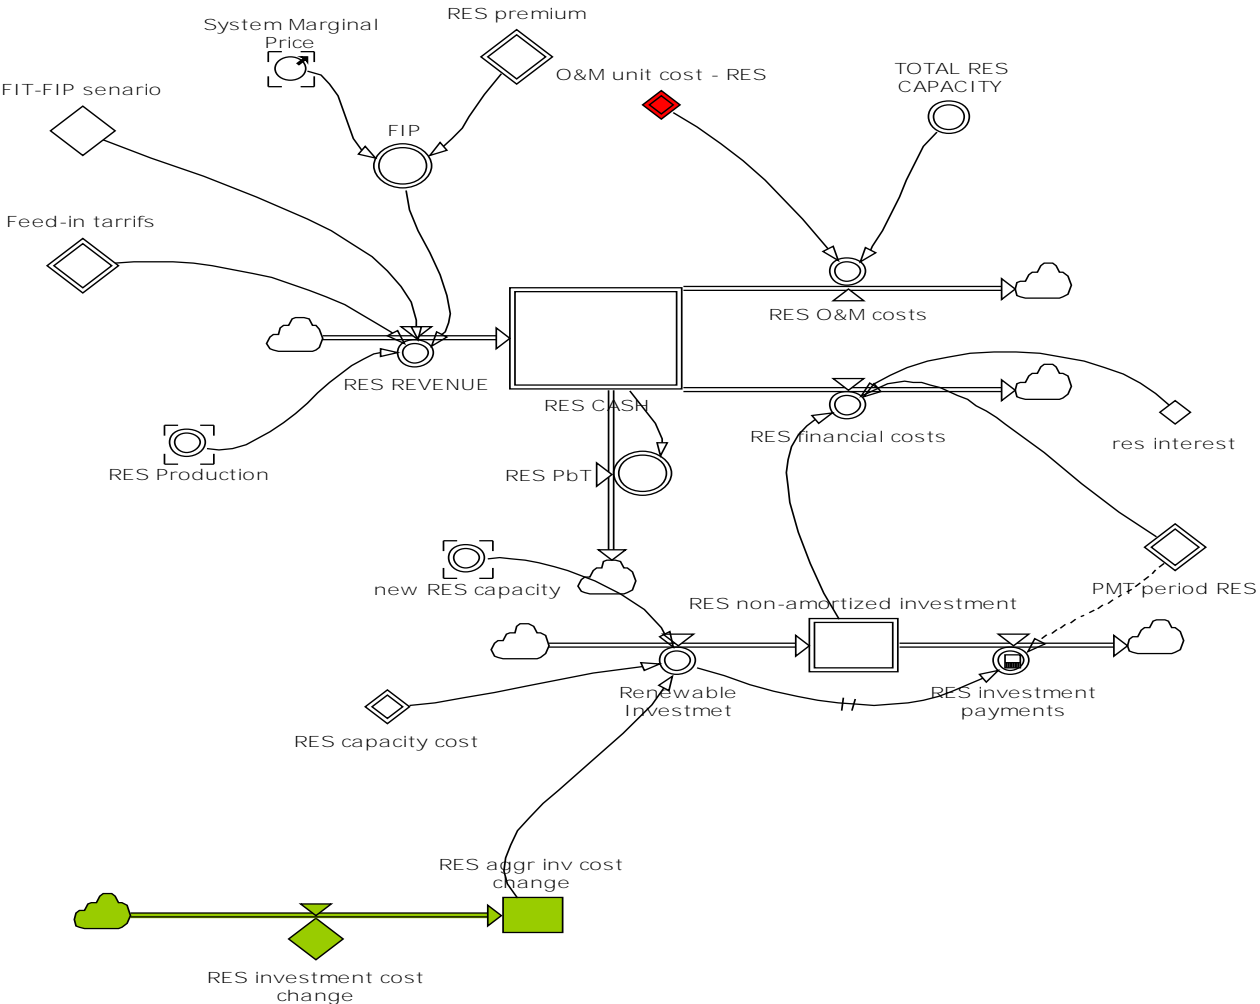 System Marginal
Price
RES premium
FIT-FIP senario
O&M unit cost - RES
TOTAL RES
CAPACITY
FIP
Feed-in tarrifs
RES O&M costs
RES REVENUE
RES CASH
RES financial costs
res interest
RES Production
RES PbT
new RES capacity
PMT period RES
RES non-amortized investment
Renewable
Investmet
RES investment
payments
RES capacity cost
RES aggr inv cost
change
RES investment cost
change